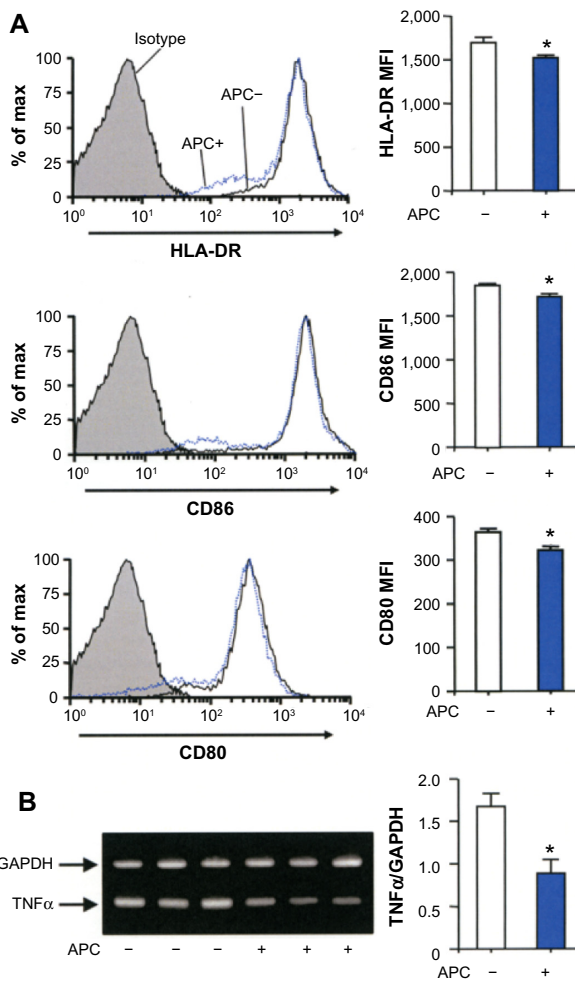 A
Isotype
APC−
APC+
% of max
100
75
50
25
0
10⁰ 10¹ 10² 10³ 10⁴
HLA-DR
HLA-DR MFI
2,000
1,500
1,000
500
0
*
APC − +
% of max
100
75
50
25
0
10⁰ 10¹ 10² 10³ 10⁴
CD86
CD86 MFI
2,000
1,500
1,000
500
0
*
APC − +
% of max
100
75
50
25
0
10⁰ 10¹ 10² 10³ 10⁴
CD80
CD80 MFI
400
300
200
100
0
*
APC − +
B
GAPDH
TNFα
APC − − − + + +
TNFα/GAPDH
2.0
1.5
1.0
0.5
0
*
APC − +